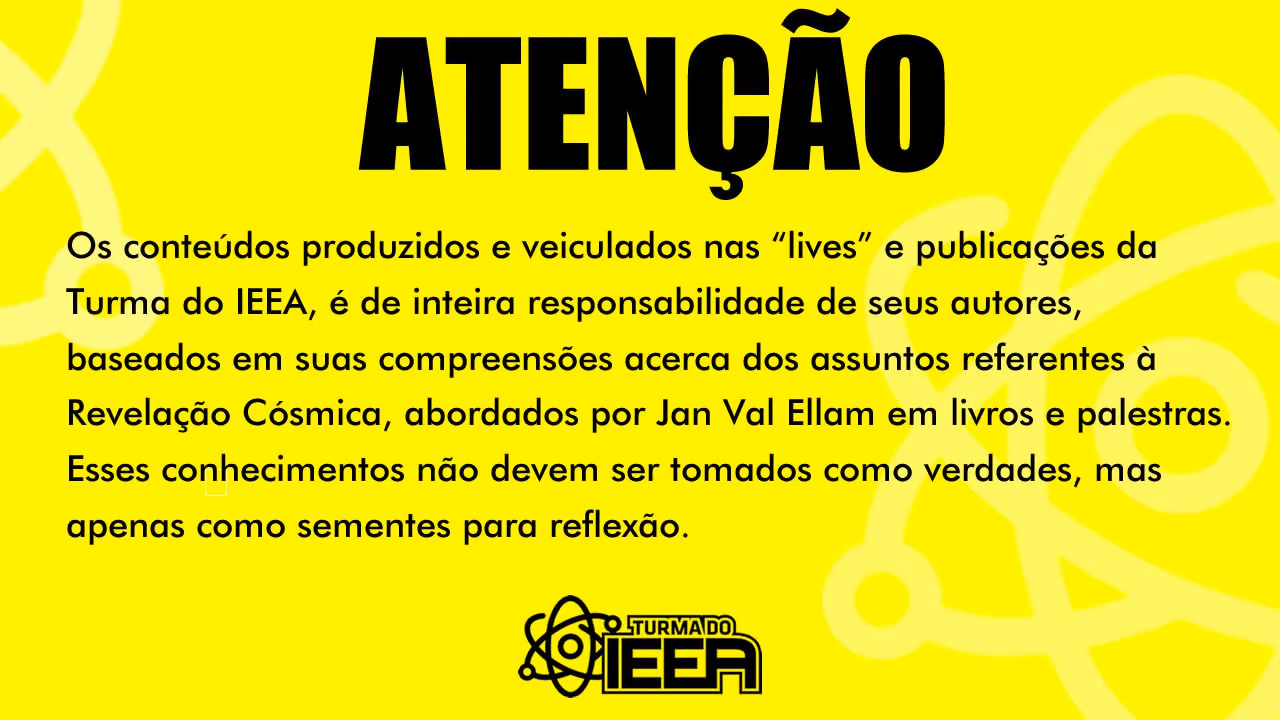 ATENÇÃO
Os conteúdos produzidos e veiculados nas “lives” e publicações da
Turma do IEEA, é de inteira responsabilidade de seus autores,
baseados em suas compreensões acerca dos assuntos referentes à
Revelação Cósmica, abordados por Jan Val Ellam em livros e palestras.
Esses conhecimentos não devem ser tomados como verdades, mas
apenas como sementes para reflexão.
TURMA DO
IEEA